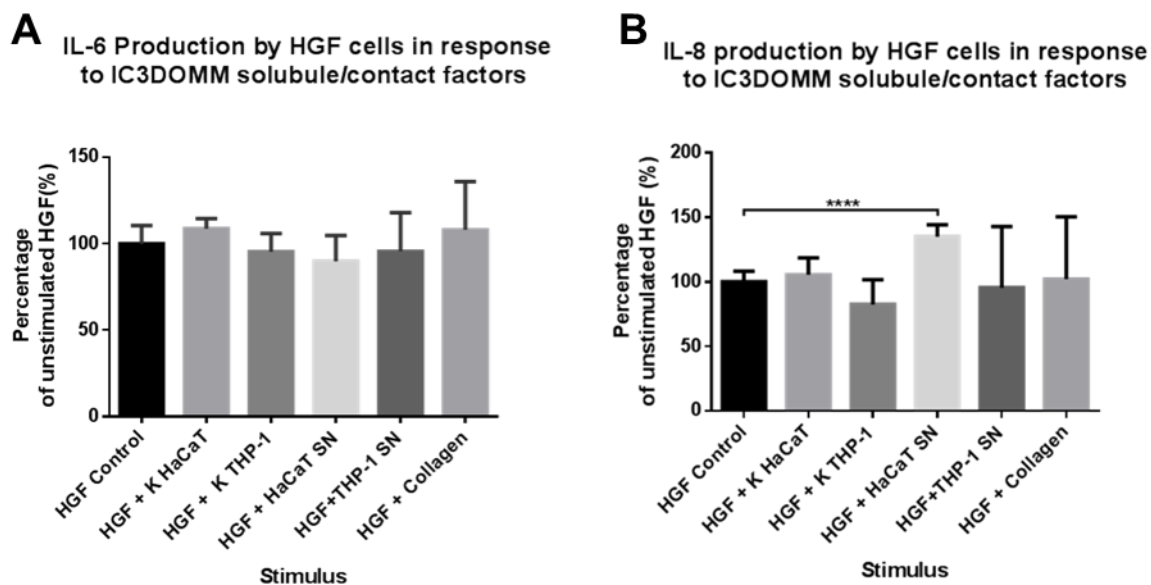 A
IL-6 Production by HGF cells in response
to IC3DOMM solubule/contact factors
Percentage
of unstimulated HGF(%)
150
100
50
0
HGF Control
HGF + K HaCaT
HGF + K THP-1
HGF + HaCaT SN
HGF+THP-1 SN
HGF + Collagen
Stimulus
B
IL-8 production by HGF cells in response
to IC3DOMM solubule/contact factors
Percentage
of unstimulated HGF (%)
200
150
100
50
0
****
HGF Control
HGF + K HaCaT
HGF + K THP-1
HGF + HaCaT SN
HGF+THP-1 SN
HGF + Collagen
Stimulus